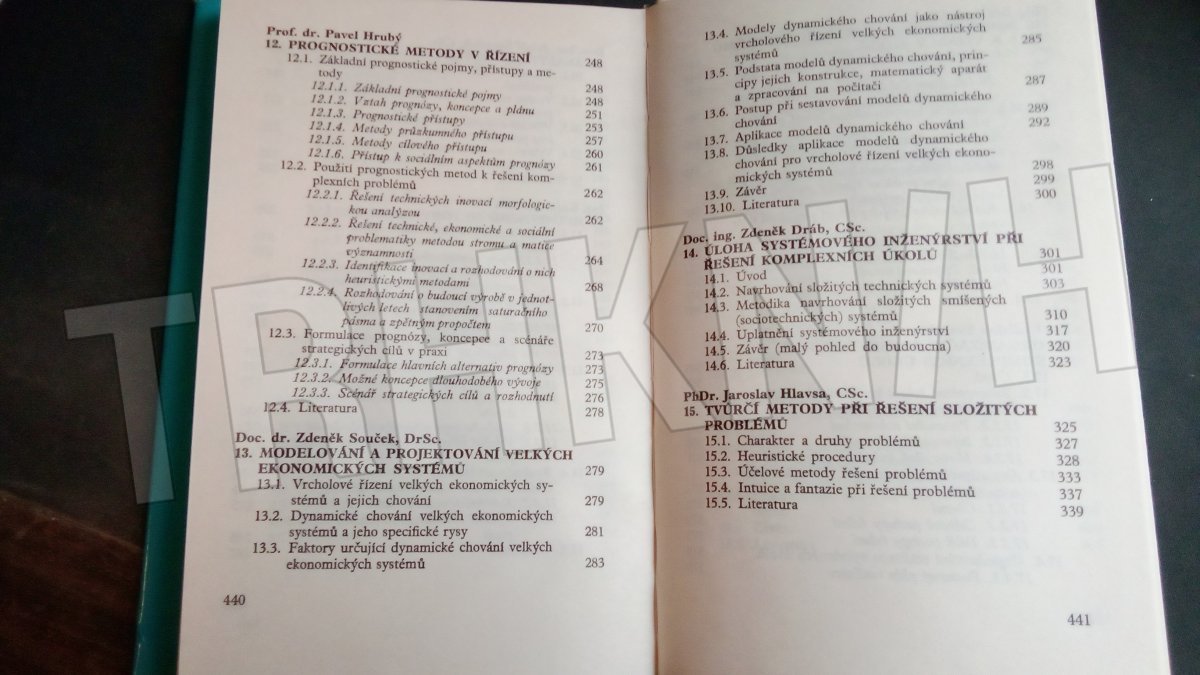 Prof. dr. Pavel Hrubý
12. PROGNOSTICKÉ METODY V ŘÍZENÍ 248
12.1. Základní prognostické pojmy, přístupy a me-
tody 248
12.1.1. Základní prognostické pojmy 248
12.1.2. Vztah prognózy, koncepce a plánu 251
12.1.3. Prognostické přístupy 253
12.1.4. Metody průzkumného přístupu 257
12.1.5. Metody cílového přístupu 260
12.1.6. Přístup k sociálním aspektům prognózy 261
12.2. Použití prognostických metod k řešení kom-
plexních problémů 262
12.2.1. Řešení technických inovací morfologic-
kou analýzou 262
12.2.2. Řešení technické, ekonomické a sociální
problematiky metodou stromu a matice
významnosti 264
12.2.3. Identifikace inovací a rozhodování o nich
heuristickými metodami 268
12.2.4. Rozhodování o budoucí výrobě v jednot-
livých letech stanovením saturačního
pásma a zpětným propočtem 270
12.3. Formulace prognózy, koncepce a scénáře
strategických cílů v praxi 273
12.3.1. Formulace hlavních alternativ prognózy 273
12.3.2. Možné koncepce dlouhodobého vývoje 275
12.3.3. Scénář strategických cílů a rozhodnutí 276
12.4. Literatura 278
Doc. dr. Zdeněk Souček, DrSc.
13. MODELOVÁNÍ A PROJEKTOVÁNÍ VELKÝCH
EKONOMICKÝCH SYSTÉMŮ 279
13.1. Vrcholové řízení velkých ekonomických sy-
stémů a jejich chování 279
13.2. Dynamické chování velkých ekonomických
systémů a jeho specifické rysy 281
13.3. Faktory určující dynamické chování velkých
ekonomických systémů 283
440
13.4. Modely dynamického chování jako nástroj
vrcholového řízení velkých ekonomických
systémů 285
13.5. Podstata modelů dynamického chování, prin-
cipy jejich konstrukce, matematický aparát
a zpracování na počítači 287
13.6. Postup při sestavování modelů dynamického
chování 289
13.7. Aplikace modelů dynamického chování 292
13.8. Důsledky aplikace modelů dynamického
chování pro vrcholové řízení velkých ekono-
mických systémů 298
13.9. Závěr 299
13.10. Literatura 300
Doc. ing. Zdeněk Dráb, CSc.
14. ÚLOHA SYSTÉMOVÉHO INŽENÝRSTVÍ PŘI
ŘEŠENÍ KOMPLEXNÍCH ÚKOLŮ 301
14.1. Úvod 301
14.2. Navrhování složitých technických systémů 303
14.3. Metodika navrhování složitých smíšených
(sociotechnických) systémů 310
14.4. Uplatnění systémového inženýrství 317
14.5. Závěr (malý pohled do budoucna) 320
14.6. Literatura 323
PhDr. Jaroslav Hlavsa, CSc.
15. TVŮRČÍ METODY PŘI ŘEŠENÍ SLOŽITÝCH
PROBLÉMŮ 325
15.1. Charakter a druhy problémů 327
15.2. Heuristické procedury 328
15.3. Účelové metody řešení problémů 333
15.4. Intuice a fantazie při řešení problémů 337
15.5. Literatura 339
441
TRHKNIH